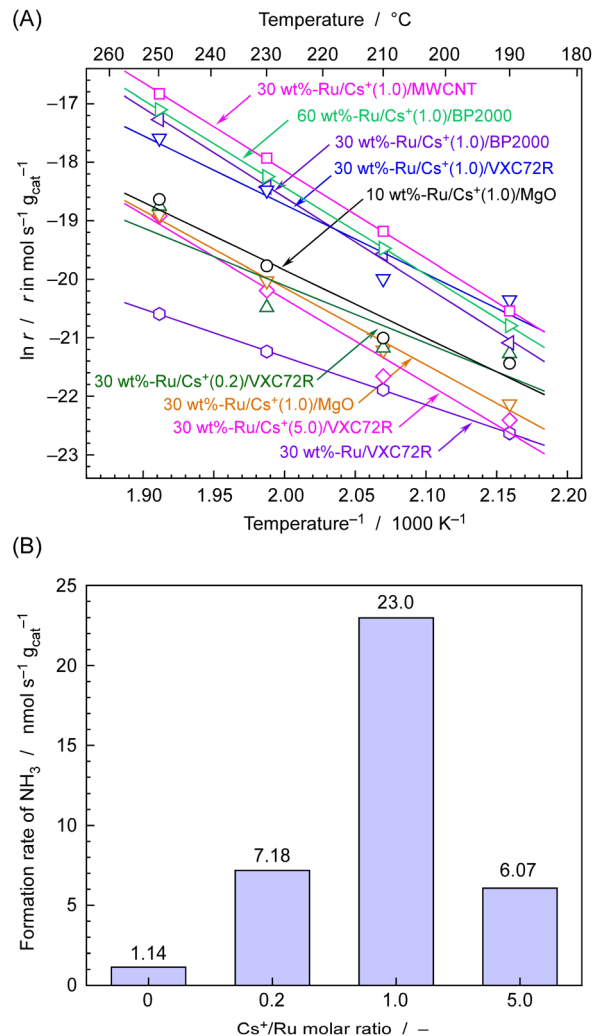 (A)
Temperature / °C
260 250 240 230 220 210 200 190 180
30 wt%-Ru/Cs⁺(1.0)/MWCNT
60 wt%-Ru/Cs⁺(1.0)/BP2000
30 wt%-Ru/Cs⁺(1.0)/BP2000
30 wt%-Ru/Cs⁺(1.0)/VXC72R
10 wt%-Ru/Cs⁺(1.0)/MgO
ln r / r in mol s⁻¹ g_cat⁻¹
–17
–18
–19
–20
–21
–22
–23
30 wt%-Ru/Cs⁺(0.2)/VXC72R
30 wt%-Ru/Cs⁺(1.0)/MgO
30 wt%-Ru/Cs⁺(5.0)/VXC72R
30 wt%-Ru/VXC72R
1.90 1.95 2.00 2.05 2.10 2.15 2.20
Temperature⁻¹ / 1000 K⁻¹
(B)
Formation rate of NH₃ / nmol s⁻¹ g_cat⁻¹
25
20
15
10
5
0
1.14
7.18
23.0
6.07
0 0.2 1.0 5.0
Cs⁺/Ru molar ratio / –